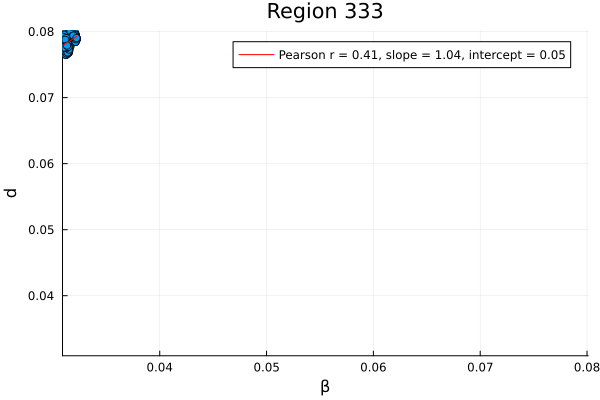 Region 333
Pearson r = 0.41, slope = 1.04, intercept = 0.05
0.08
0.07
0.06
0.05
0.04
d
0.04 0.05 0.06 0.07 0.08
β